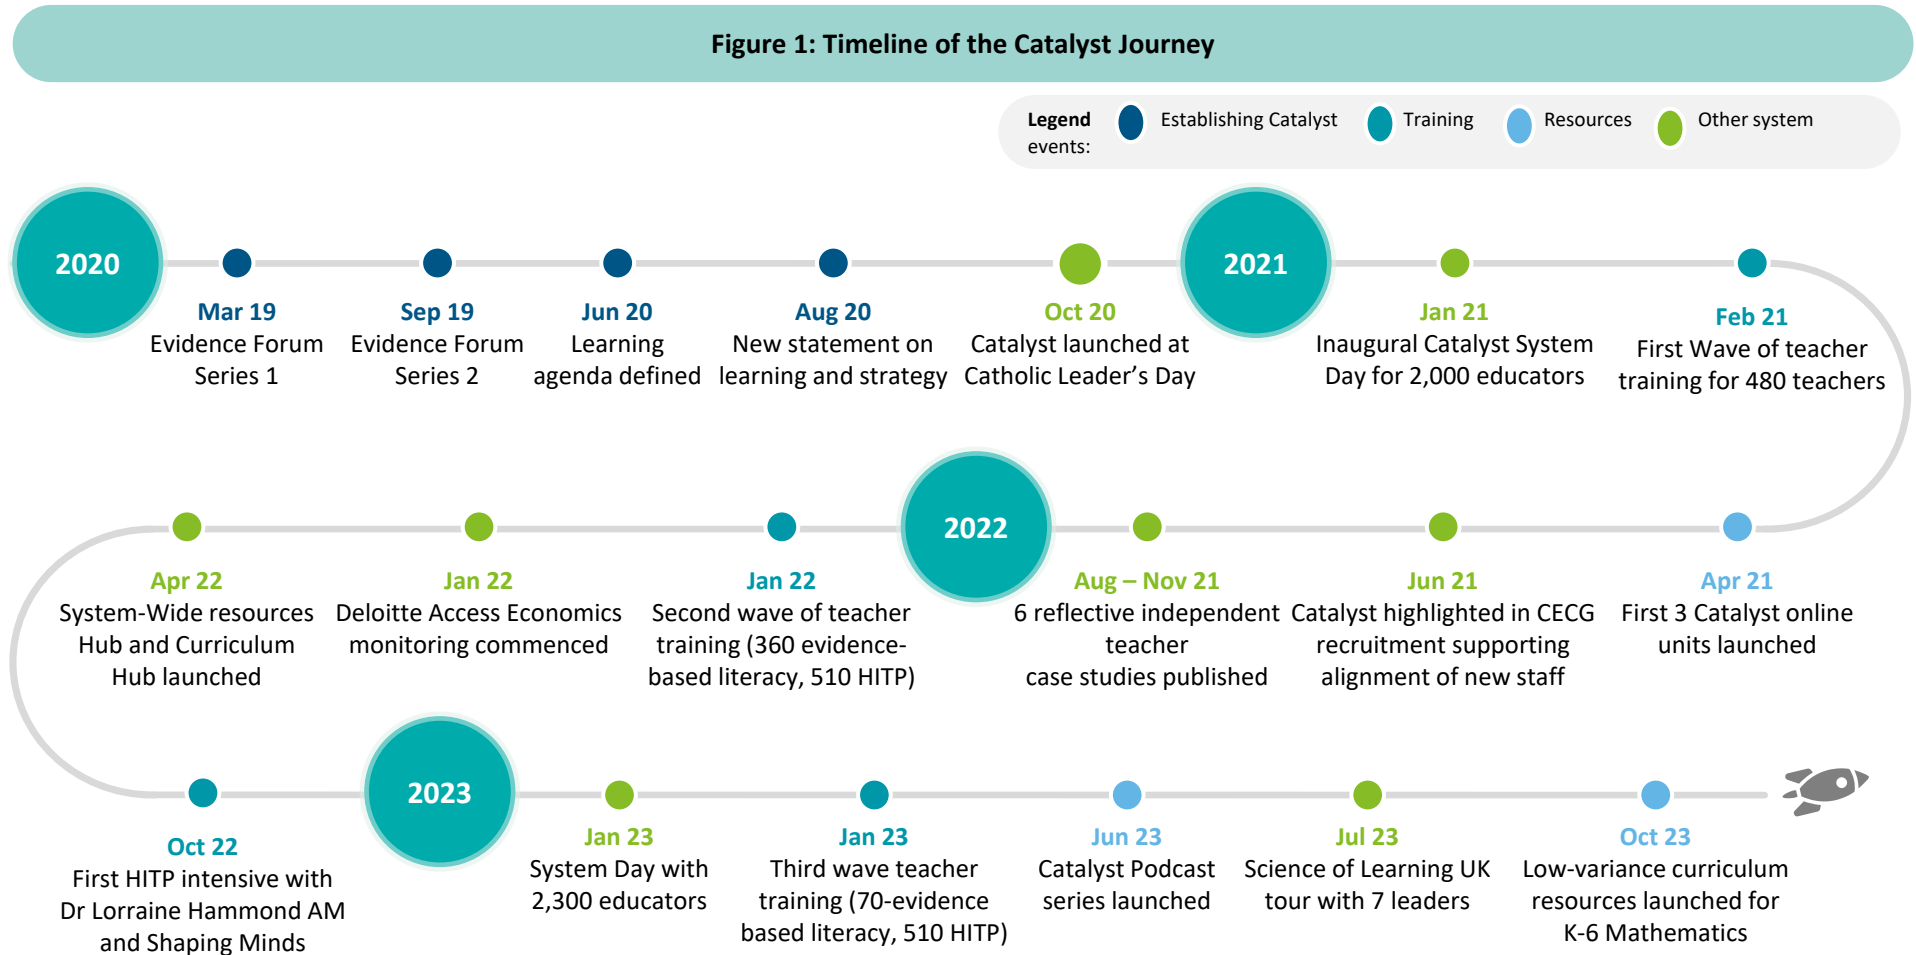 Figure 1: Timeline of the Catalyst Journey
Legend
events:
Establishing Catalyst
Training
Resources
Other system
2020
Mar 19
Evidence Forum
Series 1
Sep 19
Evidence Forum
Series 2
Jun 20
Learning
agenda defined
Aug 20
New statement on
learning and strategy
Oct 20
Catalyst launched at
Catholic Leader’s Day
2021
Jan 21
Inaugural Catalyst System
Day for 2,000 educators
Feb 21
First Wave of teacher
training for 480 teachers
Apr 21
First 3 Catalyst online
units launched
Jun 21
Catalyst highlighted in CECG
recruitment supporting
alignment of new staff
Aug – Nov 21
6 reflective independent
teacher
case studies published
2022
Jan 22
Second wave of teacher
training (360 evidence-
based literacy, 510 HITP)
Jan 22
Deloitte Access Economics
monitoring commenced
Apr 22
System-Wide resources
Hub and Curriculum
Hub launched
Oct 22
First HITP intensive with
Dr Lorraine Hammond AM
and Shaping Minds
2023
Jan 23
System Day with
2,300 educators
Jan 23
Third wave teacher
training (70-evidence
based literacy, 510 HITP)
Jun 23
Catalyst Podcast
series launched
Jul 23
Science of Learning UK
tour with 7 leaders
Oct 23
Low-variance curriculum
resources launched for
K-6 Mathematics